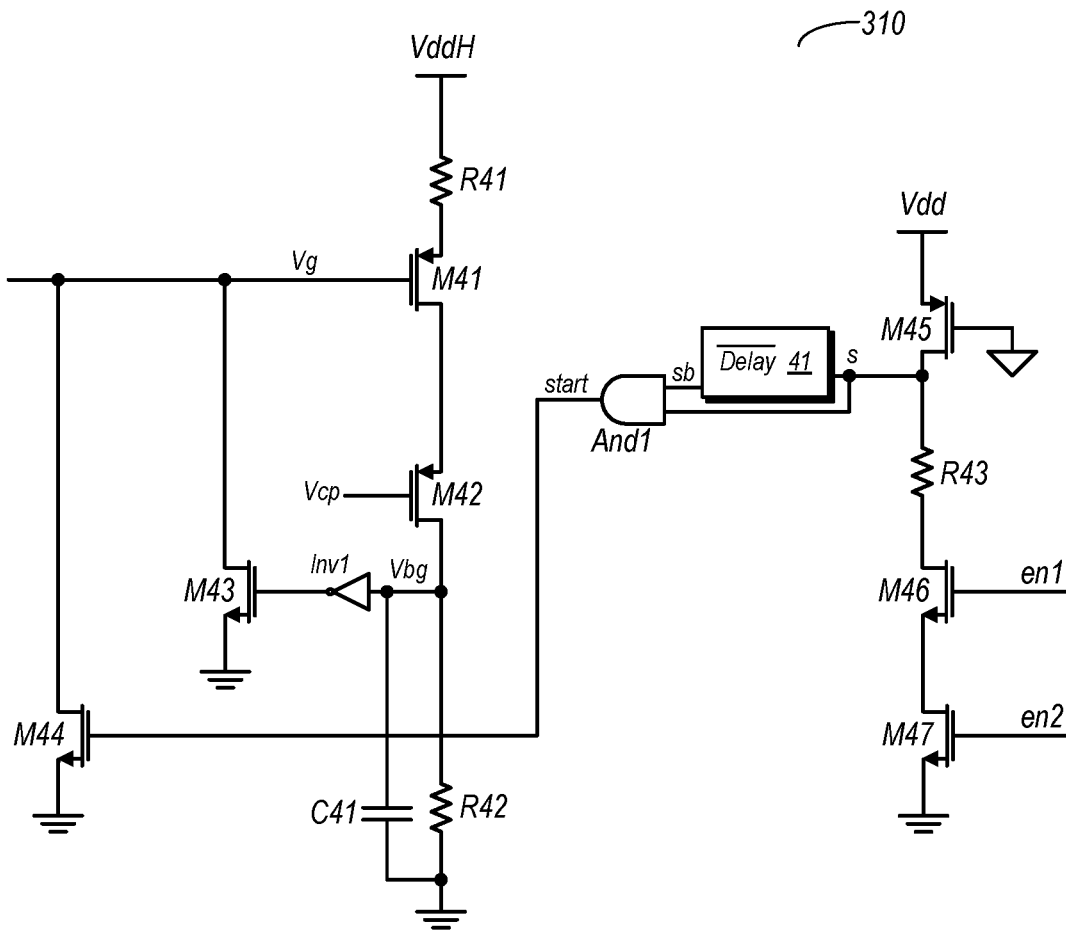 310
VddH
R41
Vdd
Vg
M41
M45
Delay 41
s
sb
start
And1
R43
Vcp
M42
Inv1
Vbg
M43
M46
en1
M44
M47
en2
C41
R42